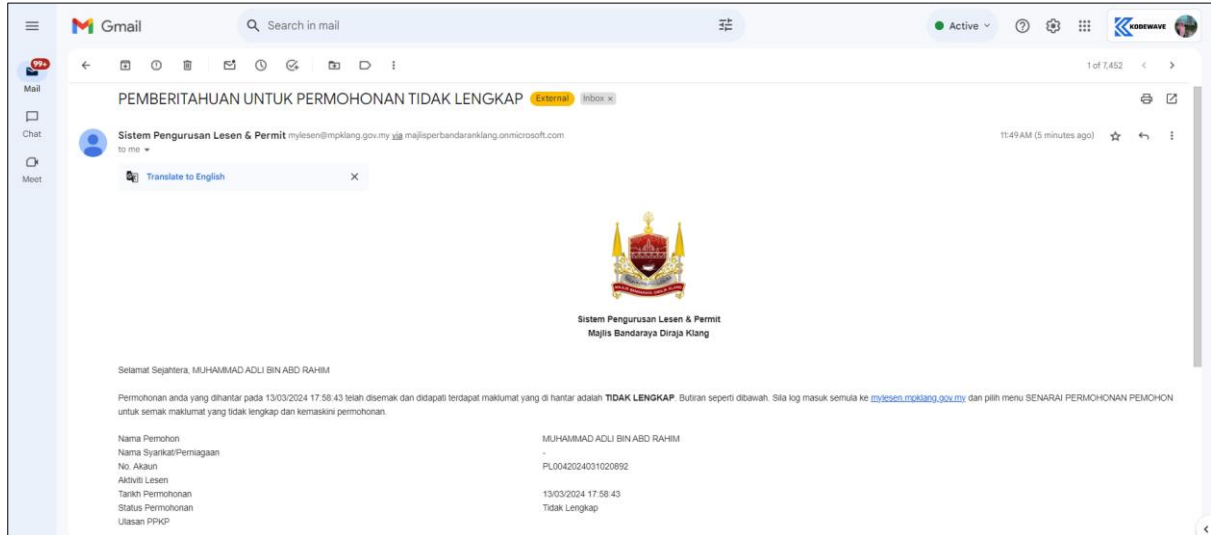 Gmail
Search in mail
Active
KODEWAVE
99+
Mail
Chat
Meet
1 of 7,452
PEMBERITAHUAN UNTUK PERMOHONAN TIDAK LENGKAP External Inbox x
Sistem Pengurusan Lesen & Permit mylesen@mpklang.gov.my via majlisperbandaranklang.onmicrosoft.com
11:49 AM (5 minutes ago)
to me
Translate to English
Sistem Pengurusan Lesen & Permit
Majlis Bandaraya Diraja Klang
Selamat Sejahtera, MUHAMMAD ADLI BIN ABD RAHIM
Permohonan anda yang dihantar pada 13/03/2024 17:58:43 telah disemak dan didapati terdapat maklumat yang di hantar adalah TIDAK LENGKAP. Butiran seperti dibawah. Sila log masuk semula ke mylesen.mpklang.gov.my dan pilih menu SENARAI PERMOHONAN PEMOHON
untuk semak maklumat yang tidak lengkap dan kemaskini permohonan.
Nama Pemohon MUHAMMAD ADLI BIN ABD RAHIM
Nama Syarikat/Perniagaan -
No. Akaun PL0042024031020892
Aktiviti Lesen
Tarikh Permohonan 13/03/2024 17:58:43
Status Permohonan Tidak Lengkap
Ulasan PPKP